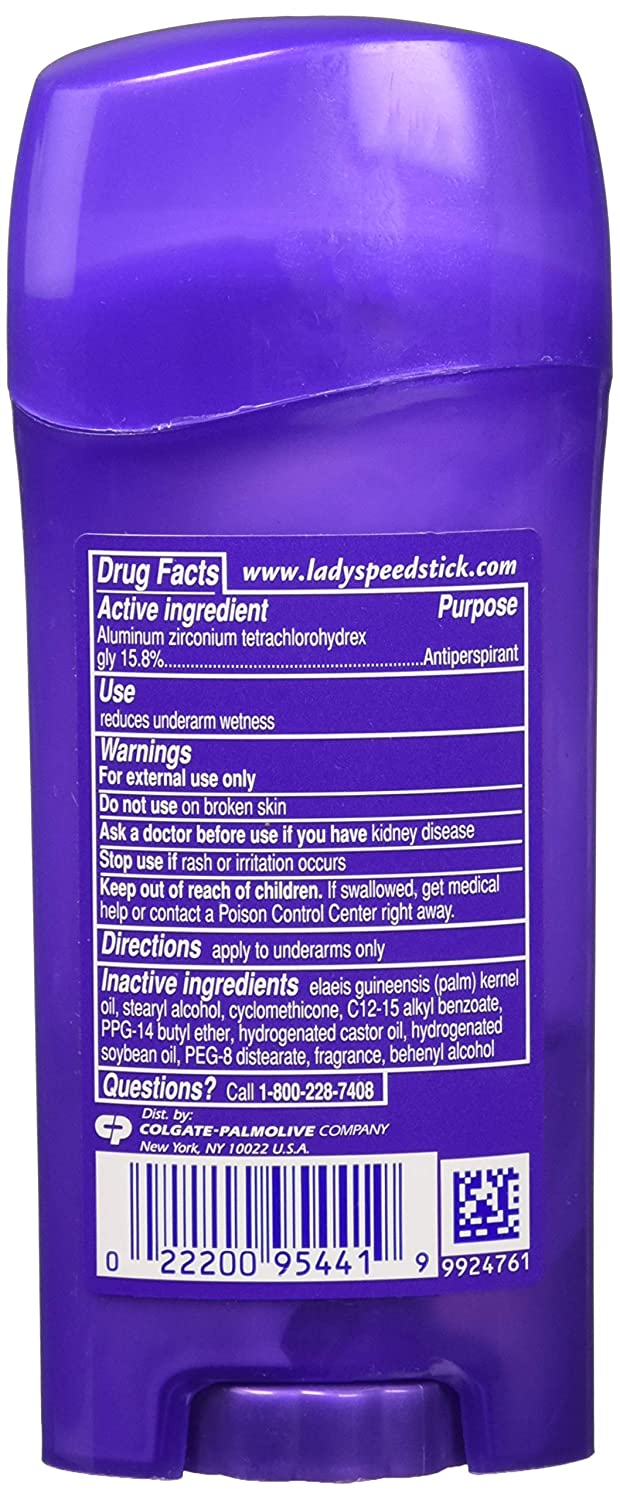 Drug Facts www.ladyspeedstick.com
Active ingredient Purpose
Aluminum zirconium tetrachlorohydrex
gly 15.8%......................................................Antiperspirant
Use
reduces underarm wetness
Warnings
For external use only
Do not use on broken skin
Ask a doctor before use if you have kidney disease
Stop use if rash or irritation occurs
Keep out of reach of children. If swallowed, get medical
help or contact a Poison Control Center right away.
Directions apply to underarms only
Inactive ingredients elaeis guineensis (palm) kernel
oil, stearyl alcohol, cyclomethicone, C12-15 alkyl benzoate,
PPG-14 butyl ether, hydrogenated castor oil, hydrogenated
soybean oil, PEG-8 distearate, fragrance, behenyl alcohol
Questions? Call 1-800-228-7408
Dist. by:
CP COLGATE-PALMOLIVE COMPANY
New York, NY 10022 U.S.A.
0 22200 95441 9 9924761